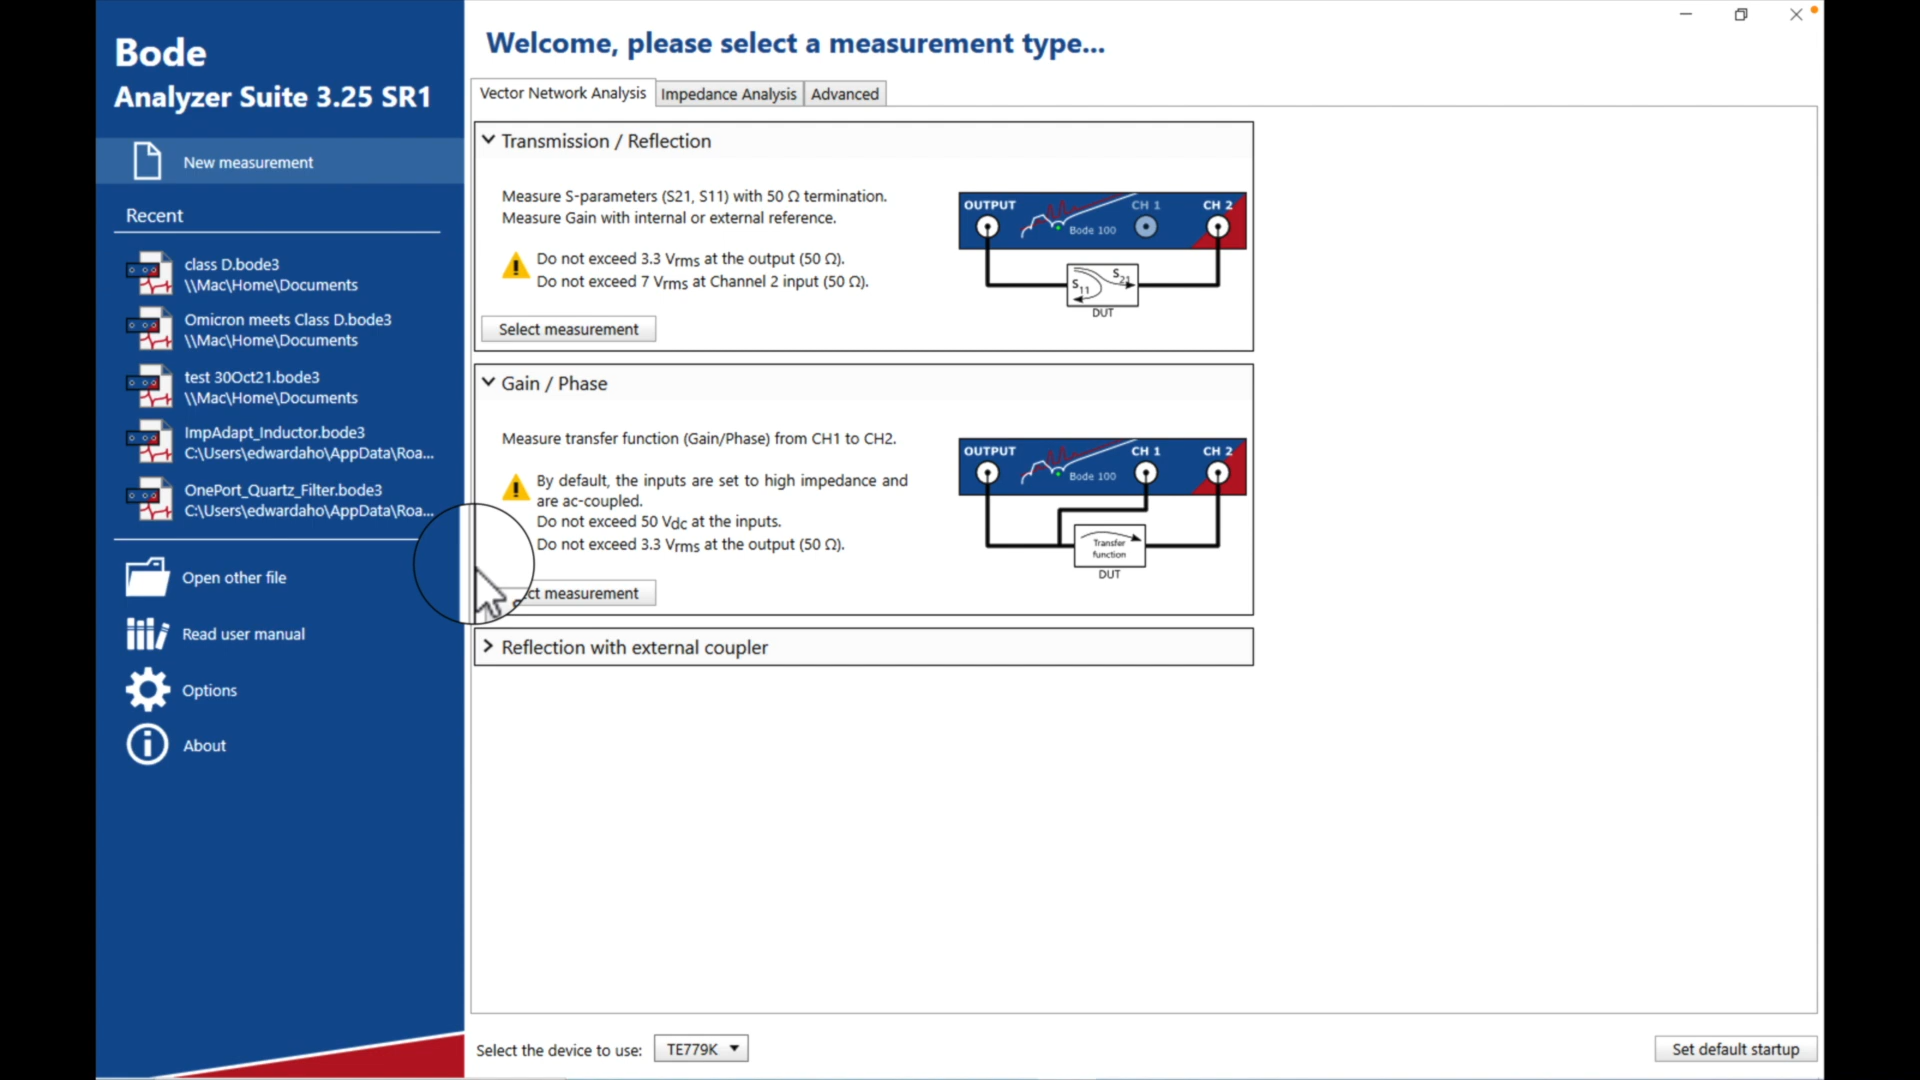 Bode
Analyzer Suite 3.25 SR1
New measurement
Recent
class D.bode3
\\Mac\Home\Documents
Omicron meets Class D.bode3
\\Mac\Home\Documents
test 30Oct21.bode3
\\Mac\Home\Documents
ImpAdapt_Inductor.bode3
C:\Users\edwardaho\AppData\Roa...
OnePort_Quartz_Filter.bode3
C:\Users\edwardaho\AppData\Roa...
Open other file
Read user manual
Options
About
Welcome, please select a measurement type...
Vector Network Analysis
Impedance Analysis
Advanced
Transmission / Reflection
Measure S-parameters (S21, S11) with 50 Ω termination.
Measure Gain with internal or external reference.
Do not exceed 3.3 Vrms at the output (50 Ω).
Do not exceed 7 Vrms at Channel 2 input (50 Ω).
Select measurement
OUTPUT
CH 1
CH 2
Bode 100
S11
S21
DUT
Gain / Phase
Measure transfer function (Gain/Phase) from CH1 to CH2.
By default, the inputs are set to high impedance and
are ac-coupled.
Do not exceed 50 Vdc at the inputs.
Do not exceed 3.3 Vrms at the output (50 Ω).
ct measurement
OUTPUT
CH 1
CH 2
Bode 100
Transfer
function
DUT
Reflection with external coupler
Select the device to use:
TE779K
Set default startup